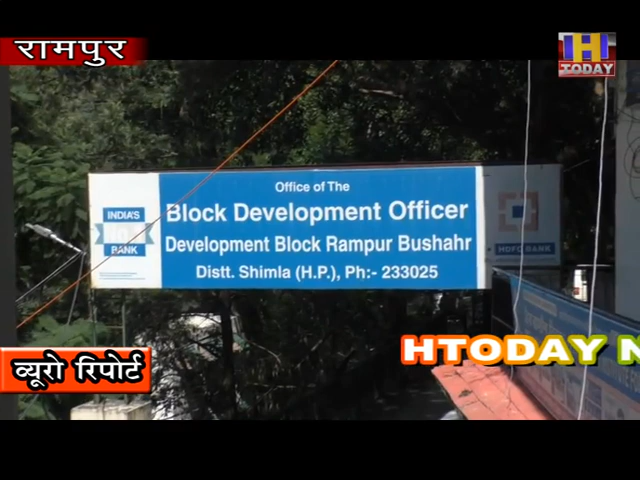 रामपुर
H
TODAY
Office of The
Block Development Officer
Development Block Rampur Bushahr
Distt. Shimla (H.P.), Ph:- 233025
INDIA'S
BANK
HDFC BANK
HTODAY N
ब्यूरो रिपोर्ट